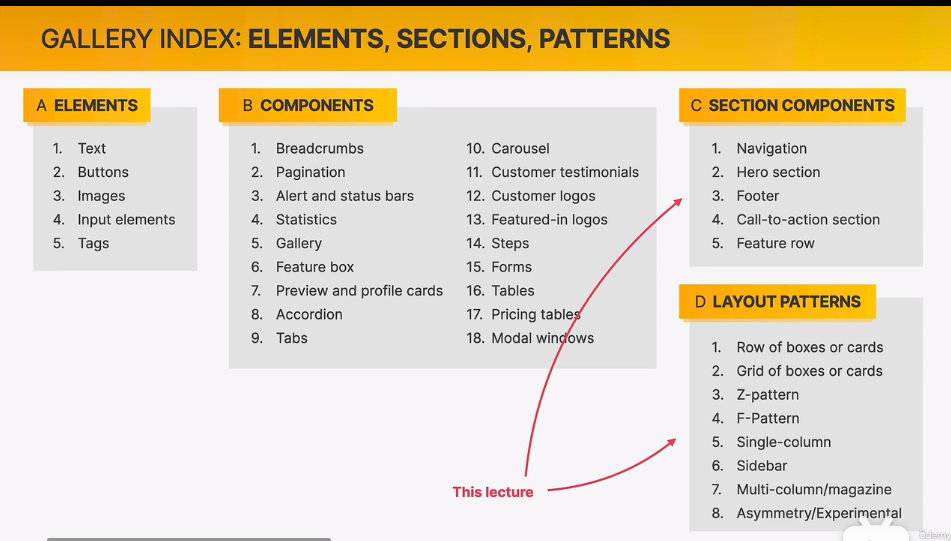 GALLERY INDEX: ELEMENTS, SECTIONS, PATTERNS
A ELEMENTS
1. Text
2. Buttons
3. Images
4. Input elements
5. Tags
B COMPONENTS
1. Breadcrumbs
2. Pagination
3. Alert and status bars
4. Statistics
5. Gallery
6. Feature box
7. Preview and profile cards
8. Accordion
9. Tabs
10. Carousel
11. Customer testimonials
12. Customer logos
13. Featured-in logos
14. Steps
15. Forms
16. Tables
17. Pricing tables
18. Modal windows
C SECTION COMPONENTS
1. Navigation
2. Hero section
3. Footer
4. Call-to-action section
5. Feature row
D LAYOUT PATTERNS
1. Row of boxes or cards
2. Grid of boxes or cards
3. Z-pattern
4. F-Pattern
5. Single-column
6. Sidebar
7. Multi-column/magazine
8. Asymmetry/Experimental
This lecture
ûdemy